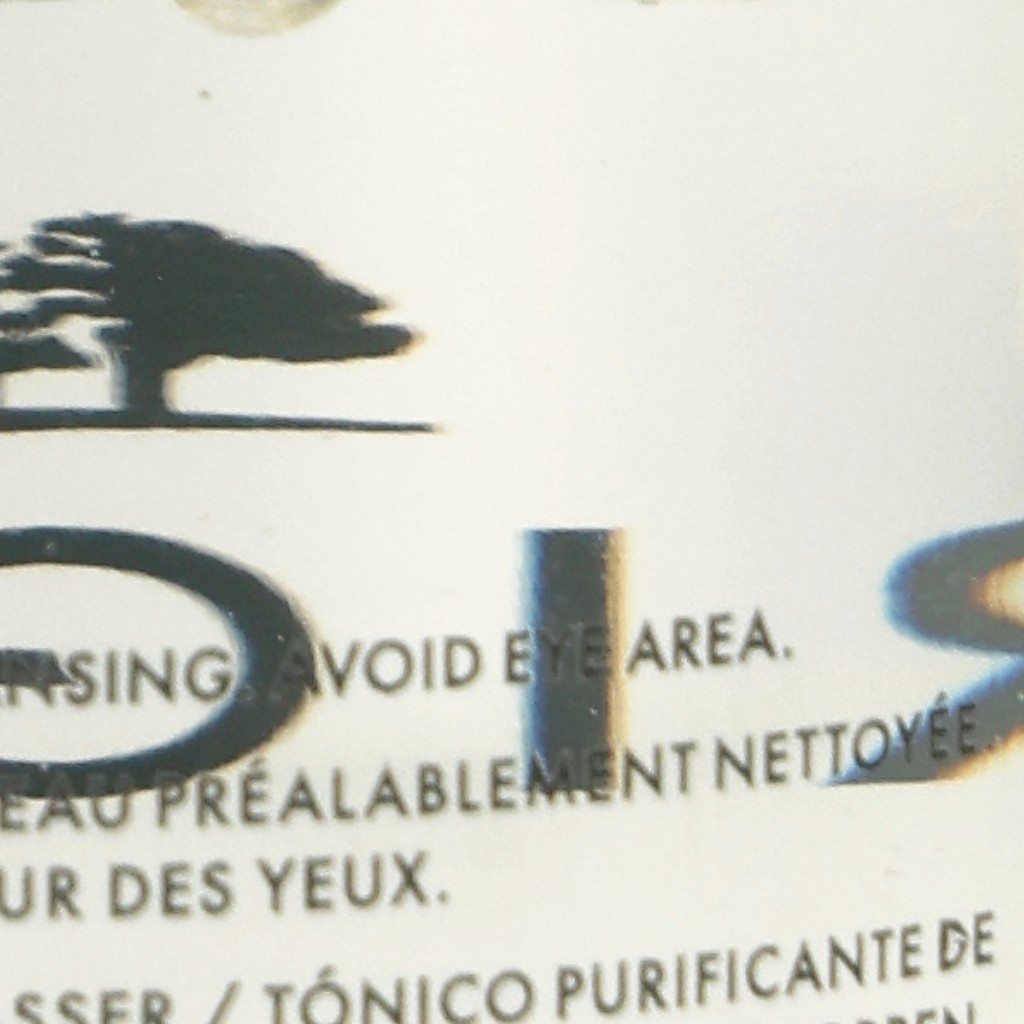 NSING. AVOID EYE AREA.
EAU PRÉALABLEMENT NETTOYÉE.
UR DES YEUX.
SSER / TÓNICO PURIFICANTE DE